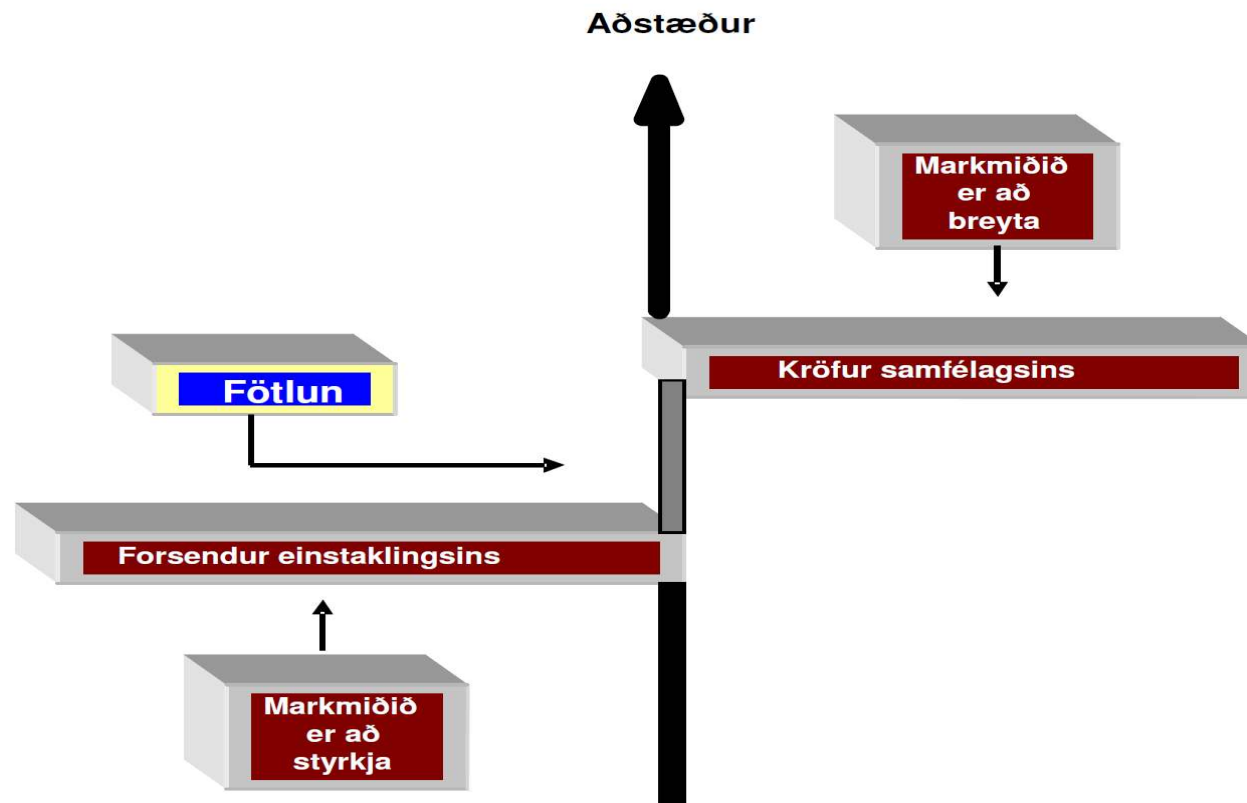 Aðstæður
Markmiðið
er að
breyta
Kröfur samfélagsins
Fötlun
Forsendur einstaklingsins
Markmiðið
er að
styrkja